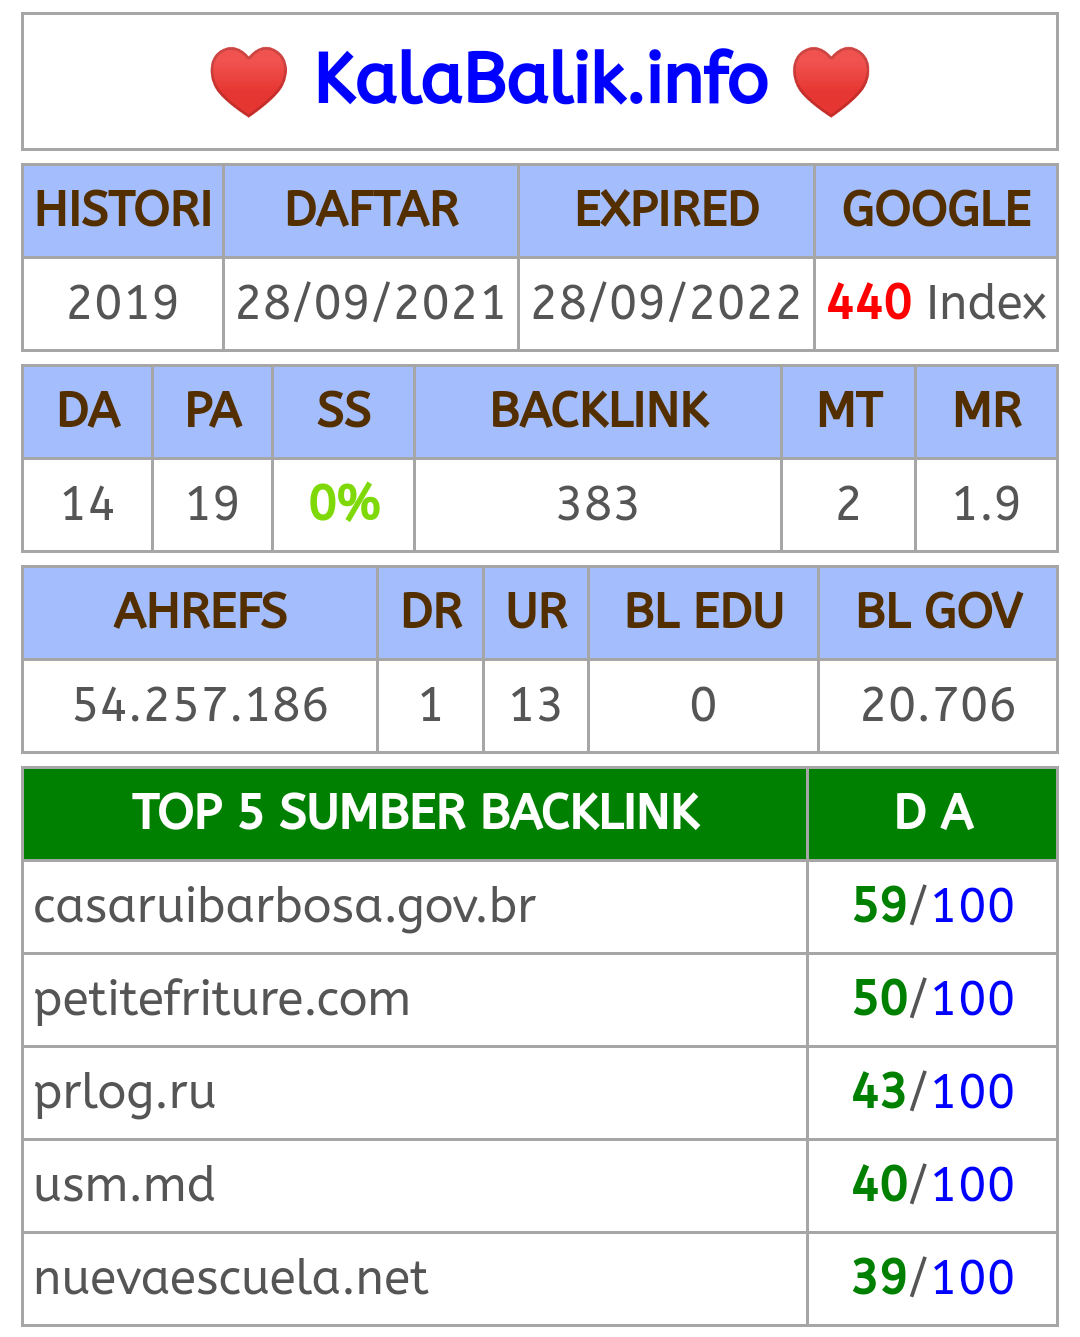 KalaBalik.info
HISTORI DAFTAR EXPIRED GOOGLE
2019 28/09/2021 28/09/2022 440 Index
DA PA SS BACKLINK MT MR
14 19 0% 383 2 1.9
AHREFS DR UR BL EDU BL GOV
54.257.186 1 13 0 20.706
TOP 5 SUMBER BACKLINK D A
casaruibarbosa.gov.br 59/100
petitefriture.com 50/100
prlog.ru 43/100
usm.md 40/100
nuevaescuela.net 39/100